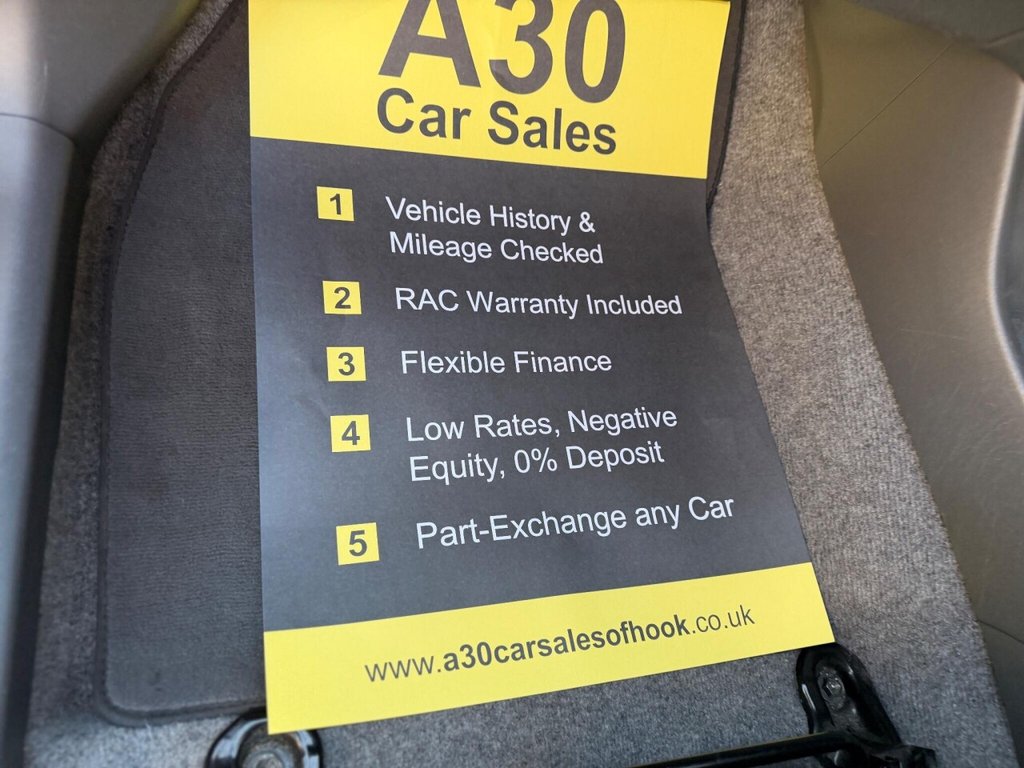 A30
Car Sales
1
Vehicle History &
Mileage Checked
2
RAC Warranty Included
3
Flexible Finance
4
Low Rates, Negative
Equity, 0% Deposit
5
Part-Exchange any Car
www.a30carsalesofhook.co.uk